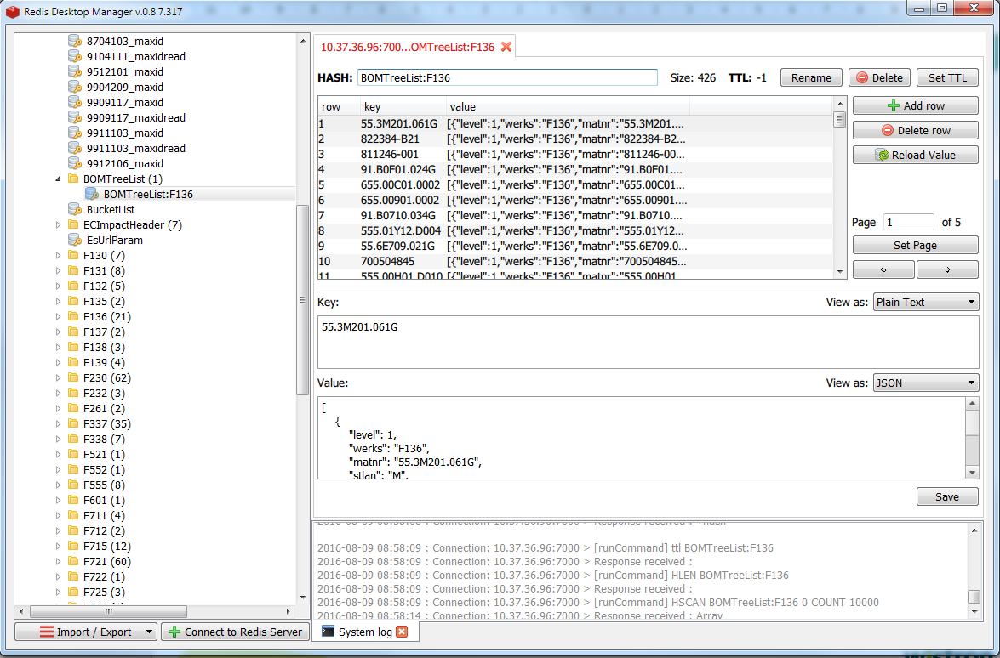 Redis Desktop Manager v.0.8.7.317
8704103_maxid
9104111_maxidread
9512101_maxid
9904209_maxid
9909117_maxid
9909117_maxidread
9911103_maxid
9911103_maxidread
9912106_maxid
BOMTreeList (1)
BOMTreeList:F136
BucketList
ECImpactHeader (7)
EsUrlParam
F130 (7)
F131 (8)
F132 (5)
F135 (2)
F136 (21)
F137 (2)
F138 (3)
F139 (4)
F230 (62)
F232 (3)
F261 (2)
F337 (35)
F338 (7)
F521 (1)
F552 (1)
F555 (8)
F601 (1)
F711 (4)
F712 (2)
F715 (12)
F721 (60)
F722 (1)
F725 (3)
Import / Export
Connect to Redis Server
10.37.36.96:700...OMTreeList:F136
HASH: BOMTreeList:F136 Size: 426 TTL: -1 Rename Delete Set TTL
row key value
1 55.3M201.061G [{"level":1,"werks":"F136","matnr":"55.3M201....
2 822384-B21 [{"level":1,"werks":"F136","matnr":"822384-B2...
3 811246-001 [{"level":1,"werks":"F136","matnr":"811246-00...
4 91.B0F01.024G [{"level":1,"werks":"F136","matnr":"91.B0F01....
5 655.00C01.0002 [{"level":1,"werks":"F136","matnr":"655.00C01...
6 655.00901.0002 [{"level":1,"werks":"F136","matnr":"655.00901...
7 91.B0710.034G [{"level":1,"werks":"F136","matnr":"91.B0710....
8 555.01Y12.D004 [{"level":1,"werks":"F136","matnr":"555.01Y12...
9 55.6E709.021G [{"level":1,"werks":"F136","matnr":"55.6E709.0...
10 700504845 [{"level":1,"werks":"F136","matnr":"700504845...
11 555.00H01.D010 [{"level":1,"werks":"F136","matnr":"555.00H01
Add row
Delete row
Reload Value
Page 1 of 5
Set Page
Key: View as: Plain Text
55.3M201.061G
Value: View as: JSON
[
{
"level": 1,
"werks": "F136",
"matnr": "55.3M201.061G",
"stlan": "M",
Save
2016-08-09 08:58:09 : Connection: 10.37.36.96:7000 > [runCommand] ttl BOMTreeList:F136
2016-08-09 08:58:09 : Connection: 10.37.36.96:7000 > Response received :
2016-08-09 08:58:09 : Connection: 10.37.36.96:7000 > [runCommand] HLEN BOMTreeList:F136
2016-08-09 08:58:09 : Connection: 10.37.36.96:7000 > Response received :
2016-08-09 08:58:09 : Connection: 10.37.36.96:7000 > [runCommand] HSCAN BOMTreeList:F136 0 COUNT 10000
2016-08-09 08:58:14 : Connection: 10.37.36.96:7000 > Response received : Array
System log